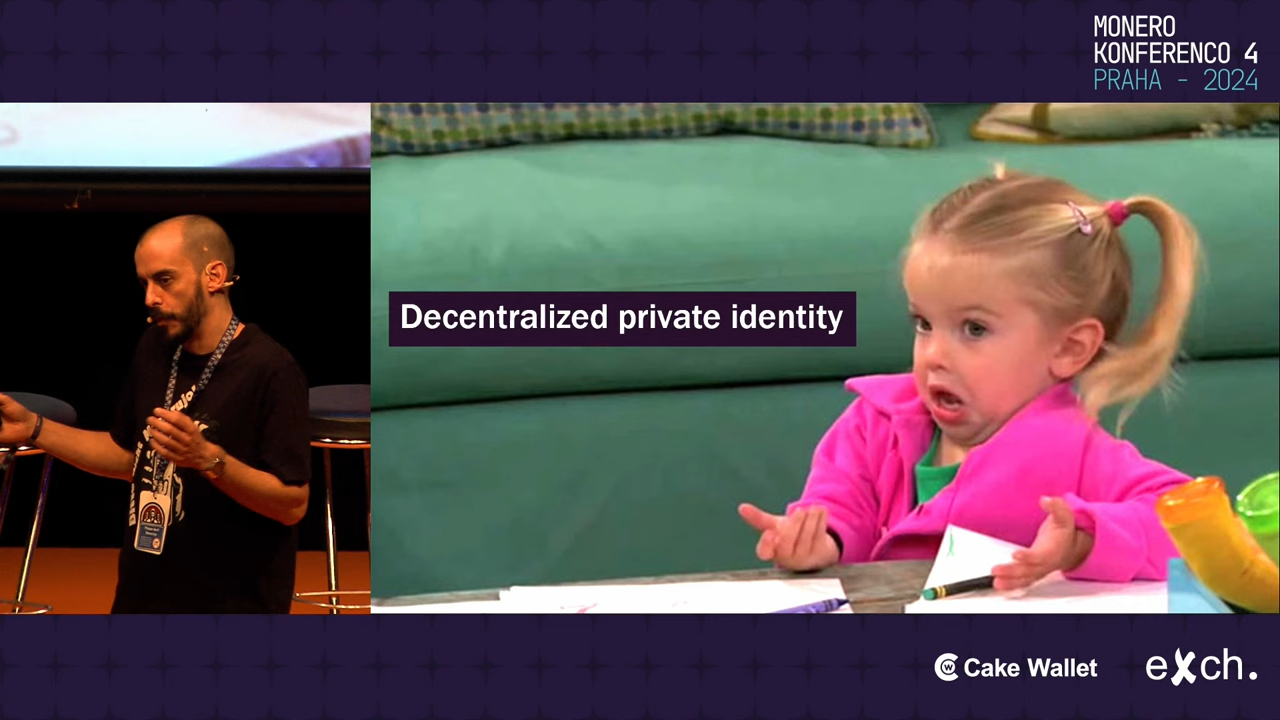 MONERO
KONFERENCO 4
PRAHA - 2024
Decentralized private identity
Cake Wallet
eXch.